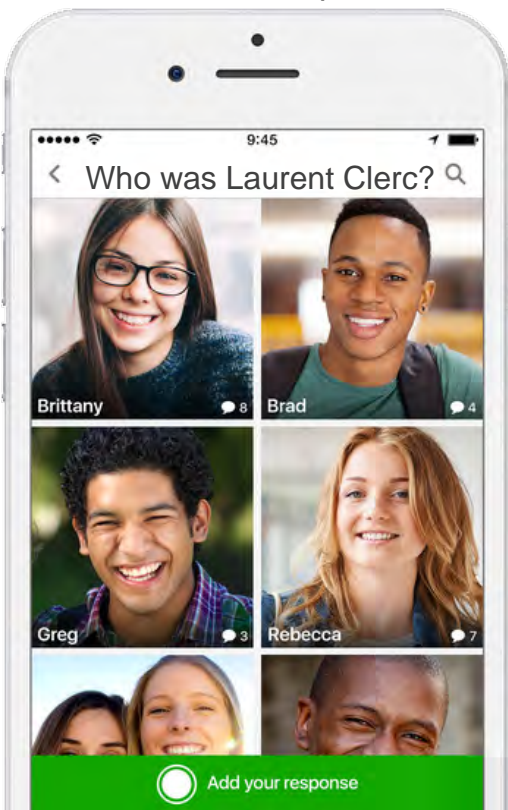 9:45
Who was Laurent Clerc?
Brittany 8
Brad 4
Greg 3
Rebecca 7
Add your response